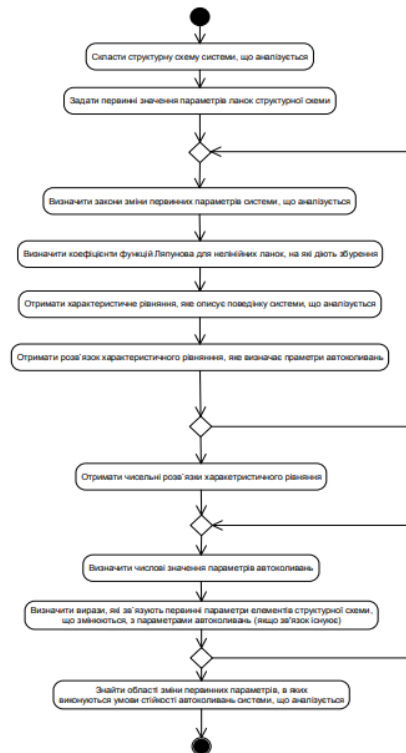 Скласти структурну схему системи, що аналізується
Задати первинні значення параметрів ланок структурної схеми
Визначити закони зміни первинних параметрів системи, що аналізується
Визначити коефіцієнти функцій Ляпунова для нелінійних ланок, на які діють збурення
Отримати характеристичне рівняння, яке описує поведінку системи, що аналізується
Отримати розв`язок характеристичного рівнянння, яке визначає праметри автоколивань
Отримати чисельні розв`язки характертристичного рівняння
Визначити числові значення параметрів автоколивань
Визначити вирази, які зв`язують первинні параметри елементів структурної схеми,
що змінюються, з параметрами автоколивань (якщо зв'язок існує)
Знайти області зміни первинних параметрів, в яких
виконуються умови стійкості автоколивань системи, що аналізується